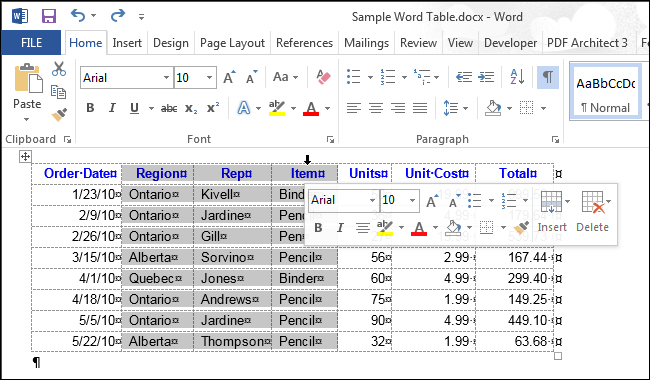 Sample Word Table.docx - Word
FILE Home Insert Design Page Layout References Mailings Review View Developer PDF Architect 3 F
Paste
Clipboard
Arial 10 A A Aa
B I U abc X₂ X² A ab A
Font
A Z ¶
Paragraph
AaBbCcDc
¶ Normal
Order·Date¤ Region¤ Rep¤ Item¤ Units¤ Unit·Cost¤ Total¤ ¤
1/23/10¤ Ontario¤ Kivell¤ Bind
2/9/10¤ Ontario¤ Jardine¤ Pen
2/26/10¤ Ontario¤ Gill¤ Pen
Arial 10 A A
B I U ab A
Insert Delete
3/15/10¤ Alberta¤ Sorvino¤ Pencil¤ 56¤ 2.99·¤ 167.44·¤ ¤
4/1/10¤ Quebec¤ Jones¤ Binder¤ 60¤ 4.99·¤ 299.40·¤ ¤
4/18/10¤ Ontario¤ Andrews¤ Pencil¤ 75¤ 1.99·¤ 149.25·¤ ¤
5/5/10¤ Ontario¤ Jardine¤ Pencil¤ 90¤ 4.99·¤ 449.10·¤ ¤
5/22/10¤ Alberta¤ Thompson¤ Pencil¤ 32¤ 1.99·¤ 63.68·¤ ¤
¶